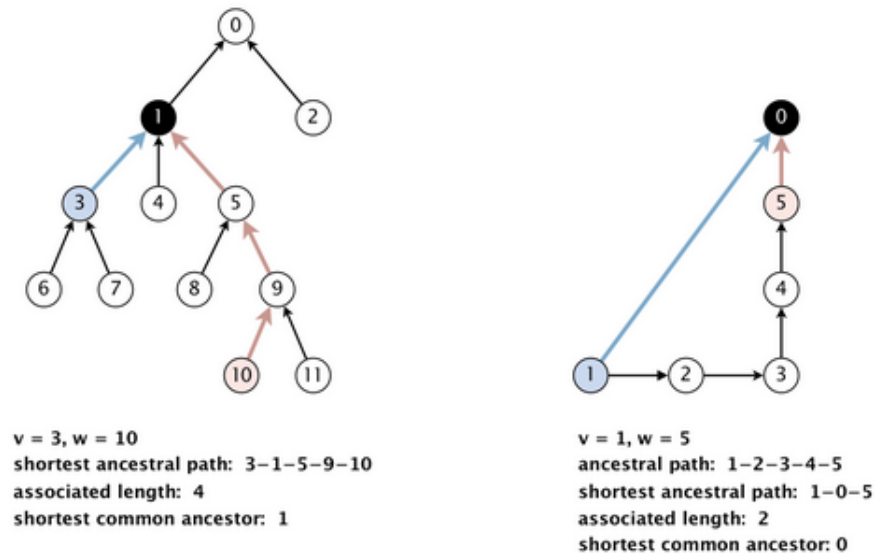 0
1
2
3
4
5
6
7
8
9
10
11
v = 3, w = 10
shortest ancestral path: 3–1–5–9–10
associated length: 4
shortest common ancestor: 1
0
5
4
1
2
3
v = 1, w = 5
ancestral path: 1–2–3–4–5
shortest ancestral path: 1–0–5
associated length: 2
shortest common ancestor: 0